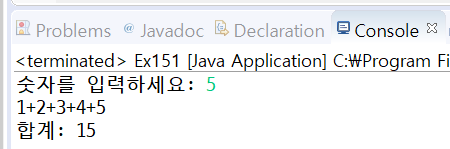 Problems @ Javadoc Declaration Console
<terminated> Ex151 [Java Application] C:₩Program Fi
숫자를 입력하세요: 5
1+2+3+4+5
합계: 15